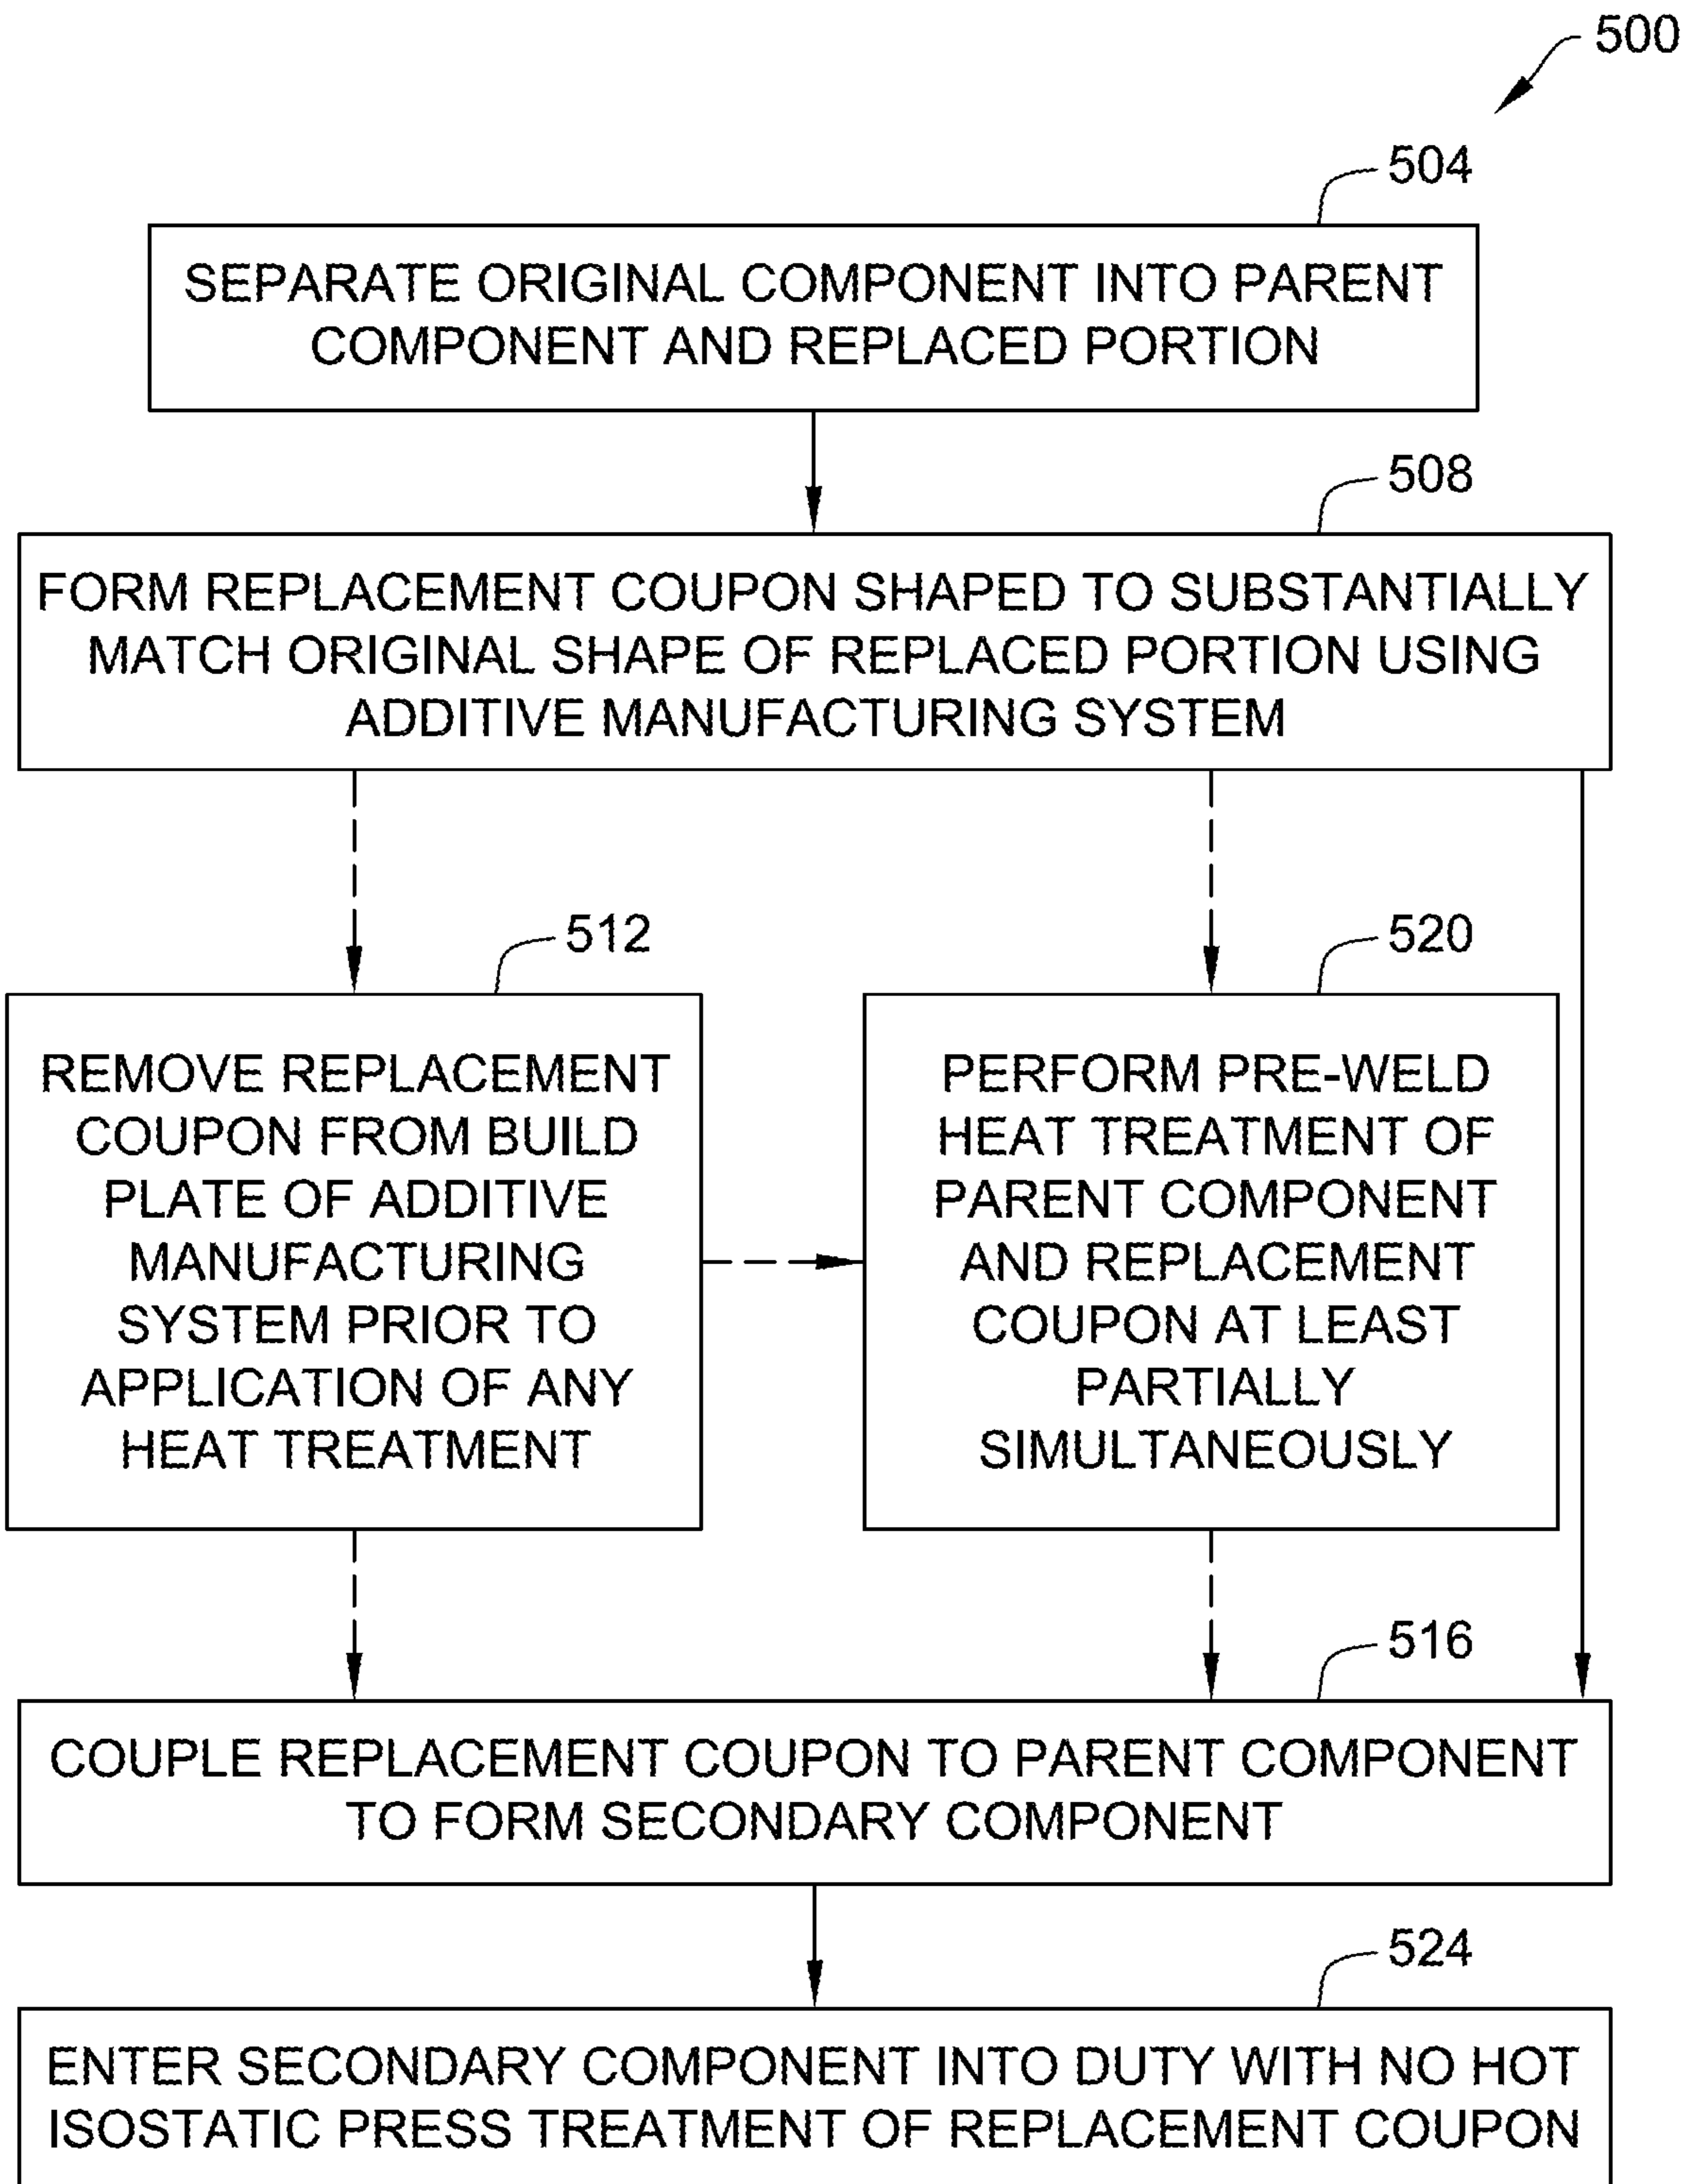 500
504
SEPARATE ORIGINAL COMPONENT INTO PARENT
COMPONENT AND REPLACED PORTION
508
FORM REPLACEMENT COUPON SHAPED TO SUBSTANTIALLY
MATCH ORIGINAL SHAPE OF REPLACED PORTION USING
ADDITIVE MANUFACTURING SYSTEM
512
REMOVE REPLACEMENT
COUPON FROM BUILD
PLATE OF ADDITIVE
MANUFACTURING
SYSTEM PRIOR TO
APPLICATION OF ANY
HEAT TREATMENT
520
PERFORM PRE-WELD
HEAT TREATMENT OF
PARENT COMPONENT
AND REPLACEMENT
COUPON AT LEAST
PARTIALLY
SIMULTANEOUSLY
516
COUPLE REPLACEMENT COUPON TO PARENT COMPONENT
TO FORM SECONDARY COMPONENT
524
ENTER SECONDARY COMPONENT INTO DUTY WITH NO HOT
ISOSTATIC PRESS TREATMENT OF REPLACEMENT COUPON